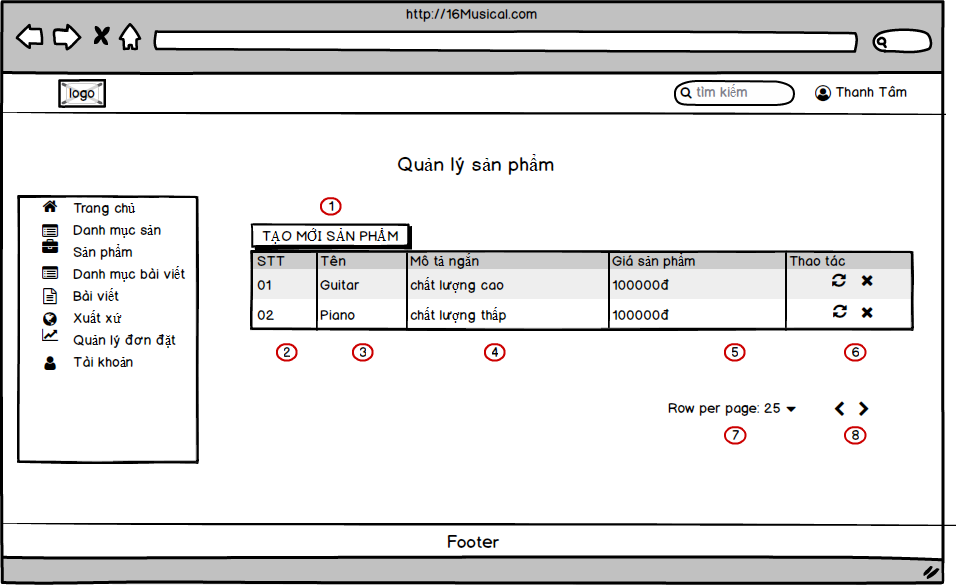 http://16Musical.com
logo
tìm kiếm
Thanh Tâm
Quản lý sản phẩm
Trang chủ
Danh mục sản
Sản phẩm
Danh mục bài viết
Bài viết
Xuất xứ
Quản lý đơn đặt
Tài khoản
1
TẠO MỚI SẢN PHẨM
STT Tên Mô tả ngắn Giá sản phẩm Thao tác
01 Guitar chất lượng cao 100000đ
02 Piano chất lượng thấp 100000đ
2 3 4 5 6
Row per page: 25
7 8
Footer